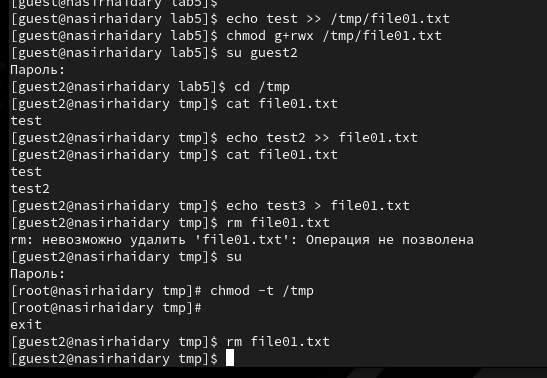 [guest@nasirhaidary lab5]$
[guest@nasirhaidary lab5]$ echo test >> /tmp/file01.txt
[guest@nasirhaidary lab5]$ chmod g+rwx /tmp/file01.txt
[guest@nasirhaidary lab5]$ su guest2
Пароль:
[guest2@nasirhaidary lab5]$ cd /tmp
[guest2@nasirhaidary tmp]$ cat file01.txt
test
[guest2@nasirhaidary tmp]$ echo test2 >> file01.txt
[guest2@nasirhaidary tmp]$ cat file01.txt
test
test2
[guest2@nasirhaidary tmp]$ echo test3 > file01.txt
[guest2@nasirhaidary tmp]$ rm file01.txt
rm: невозможно удалить 'file01.txt': Операция не позволена
[guest2@nasirhaidary tmp]$ su
Пароль:
[root@nasirhaidary tmp]# chmod -t /tmp
[root@nasirhaidary tmp]#
exit
[guest2@nasirhaidary tmp]$ rm file01.txt
[guest2@nasirhaidary tmp]$